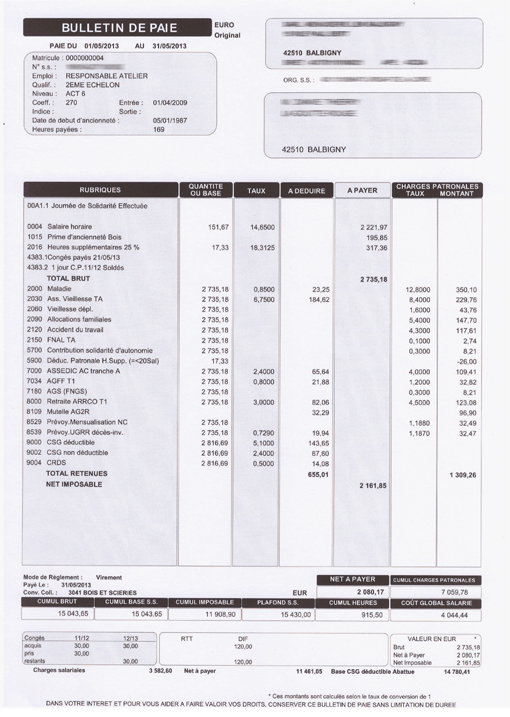 BULLETIN DE PAIE
EURO
Original
PAIE DU 01/05/2013 AU 31/05/2013
Matricule : 0000000004
N° s.s. :
Emploi : RESPONSABLE ATELIER
Qualif. : 2EME ECHELON
Niveau : ACT 6
Coeff. : 270 Entrée : 01/04/2009
Indice : Sortie :
Date de debut d'ancienneté : 05/01/1987
Heures payées : 169
42510 BALBIGNY
ORG. S.S. :
42510 BALBIGNY
RUBRIQUES QUANTITE OU BASE TAUX A DEDUIRE A PAYER CHARGES PATRONALES TAUX MONTANT
00A1.1 Journée de Solidarité Effectuée
0004 Salaire horaire 151,67 14,6500 2 221,97
1015 Prime d'ancienneté Bois 195,85
2016 Heures supplémentaires 25 % 17,33 18,3125 317,36
4383.1Congés payés 21/05/13
4383.2 1 jour C.P.11/12 Soldés
TOTAL BRUT 2 735,18
2000 Maladie 2 735,18 0,8500 23,25 12,8000 350,10
2030 Ass. Vieillesse TA 2 735,18 6,7500 184,62 8,4000 229,76
2080 Vieillesse dépl. 2 735,18 1,6000 43,76
2090 Allocations familiales 2 735,18 5,4000 147,70
2120 Accident du travail 2 735,18 4,3000 117,61
2150 FNAL TA 2 735,18 0,1000 2,74
5700 Contribution solidarité d'autonomie 2 735,18 0,3000 8,21
5900 Déduc. Patronale H.Supp. (=<20Sal) 17,33 -26,00
7000 ASSEDIC AC tranche A 2 735,18 2,4000 65,64 4,0000 109,41
7034 AGFF T1 2 735,18 0,8000 21,88 1,2000 32,82
7180 AGS (FNGS) 2 735,18 0,3000 8,21
8000 Retraite ARRCO T1 2 735,18 3,0000 82,06 4,5000 123,08
8109 Mutelle AG2R 32,29 96,90
8529 Prévoy.Mensualisation NC 2 735,18 1,1880 32,49
8539 Prévoy.UGRR décès-inv. 2 735,18 0,7290 19,94 1,1870 32,47
9000 CSG déductible 2 816,69 5,1000 143,65
9002 CSG non déductible 2 816,69 2,4000 67,60
9004 CRDS 2 816,69 0,5000 14,08
TOTAL RETENUES 655,01 1 309,26
NET IMPOSABLE 2 161,85
Mode de Réglement : Virement
Payé Le : 31/05/2013
Conv. Coll. : 3041 BOIS ET SCIERIES EUR
NET A PAYER CUMUL CHARGES PATRONALES
2 080,17 7 059,78
CUMUL BRUT CUMUL BASE S.S. CUMUL IMPOSABLE PLAFOND S.S. CUMUL HEURES COÛT GLOBAL SALARIE
15 043,65 15 043,65 11 908,90 15 430,00 915,50 4 044,44
Congés 11/12 12/13 RTT DIF VALEUR EN EUR *
acquis 30,00 30,00 120,00 Brut 2 735,18
pris 30,00 Net à Payer 2 080,17
restants 30,00 120,00 Net Imposable 2 161,85
Charges salariales 3 582,60 Net à payer 11 461,05 Base CSG déductible Abattue 14 780,41
* Ces montants sont calculés selon le taux de conversion de 1
DANS VOTRE INTERET ET POUR VOUS AIDER A FAIRE VALOIR VOS DROITS, CONSERVER CE BULLETIN DE PAIE SANS LIMITATION DE DUREE